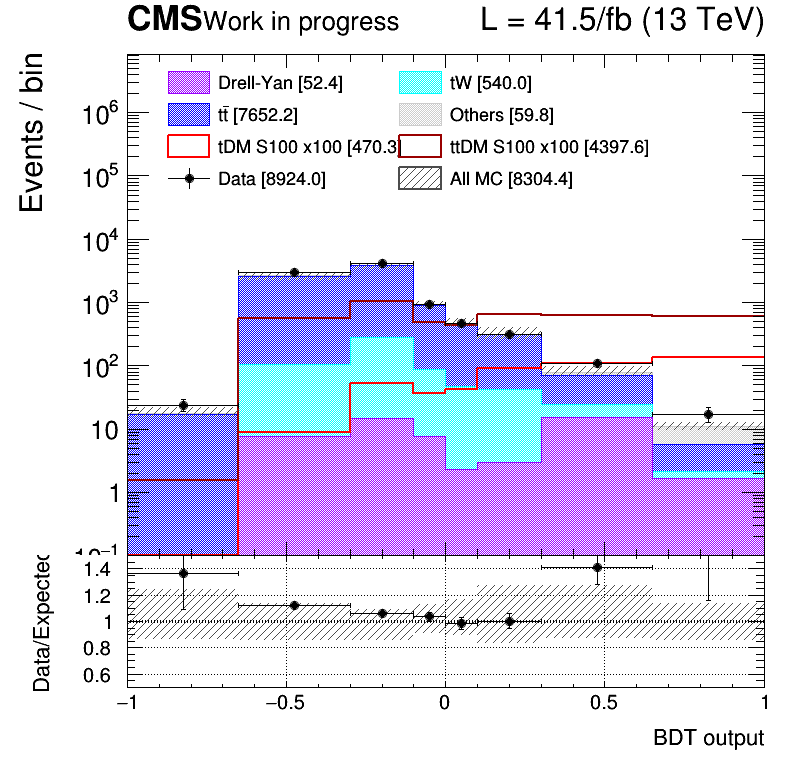 CMS Work in progress L = 41.5/fb (13 TeV)
Events / bin
Drell-Yan [52.4] tW [540.0]
tt̄ [7652.2] Others [59.8]
tDM S100 x100 [470.3] ttDM S100 x100 [4397.6]
Data [8924.0] All MC [8304.4]
10⁶
10⁵
10⁴
10³
10²
10
1
10⁻¹
Data/Expected
1.4
1.2
1
0.8
0.6
−1 −0.5 0 0.5 1
BDT output